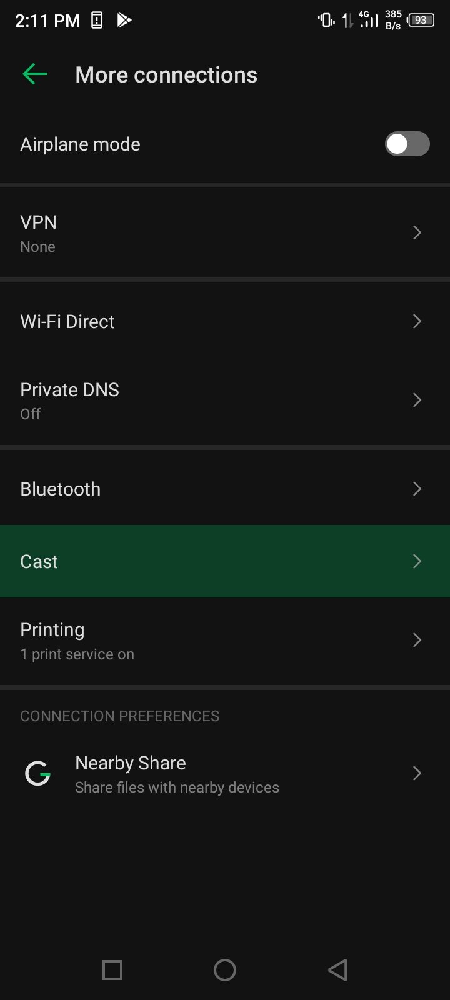 2:11 PM 4G 385 B/s 93
More connections
Airplane mode
VPN
None
Wi-Fi Direct
Private DNS
Off
Bluetooth
Cast
Printing
1 print service on
CONNECTION PREFERENCES
Nearby Share
Share files with nearby devices